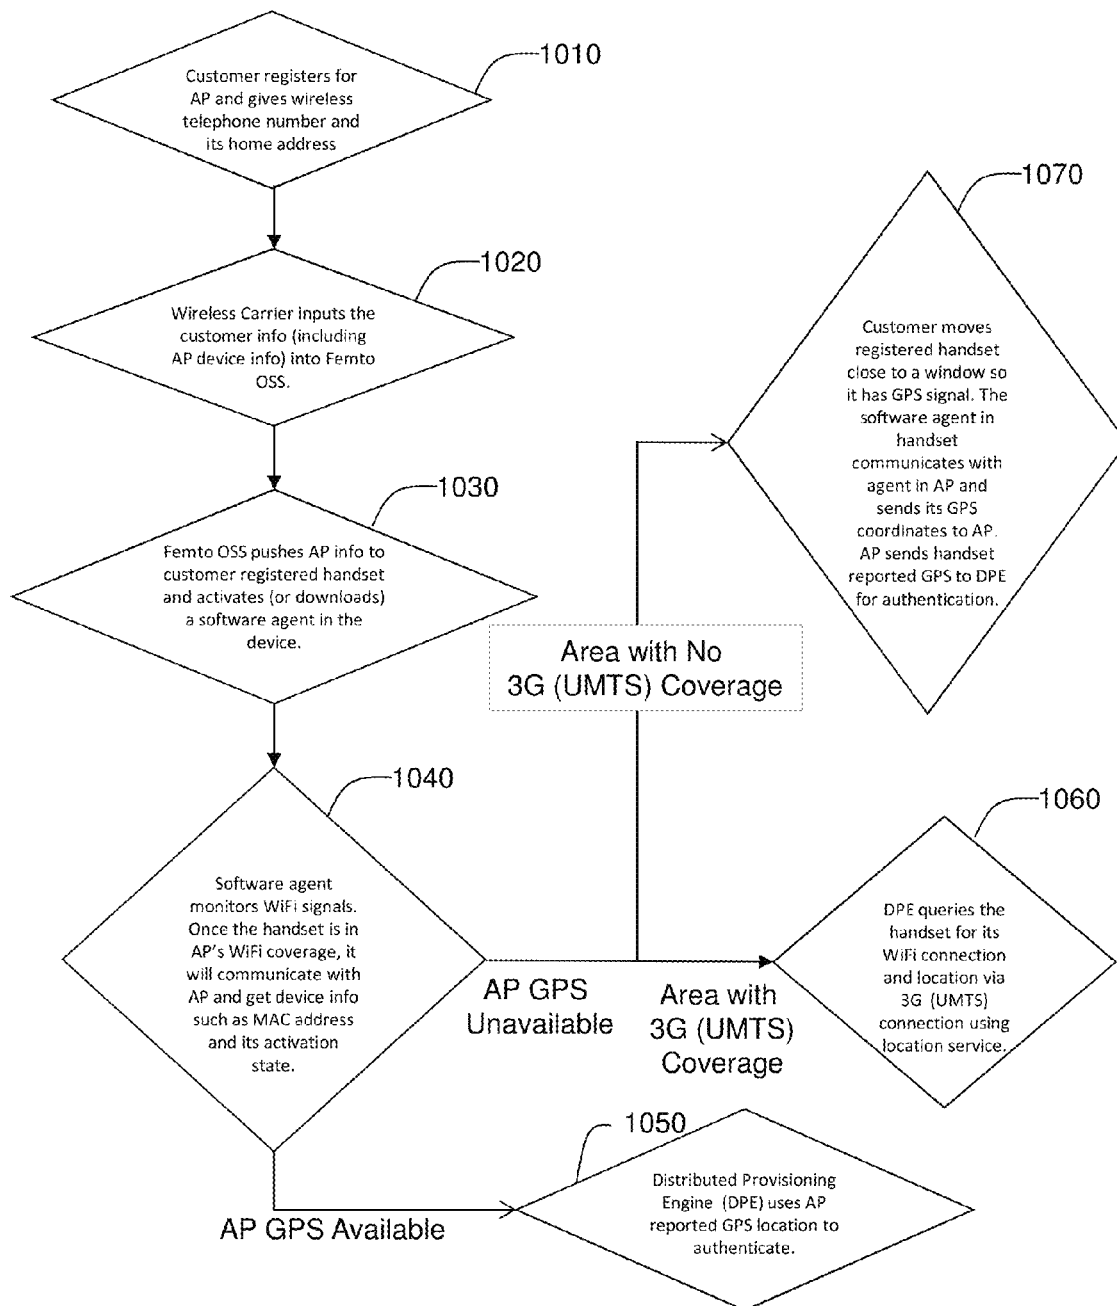 1010
Customer registers for
AP and gives wireless
telephone number and
its home address
1020
Wireless Carrier inputs the
customer info (including
AP device info) into Femto
OSS.
1030
Femto OSS pushes AP info to
customer registered handset
and activates (or downloads)
a software agent in the
device.
1040
Software agent
monitors WiFi signals.
Once the handset is in
AP's WiFi coverage, it
will communicate with
AP and get device info
such as MAC address
and its activation
state.
AP GPS
Unavailable
Area with No
3G (UMTS) Coverage
1070
Customer moves
registered handset
close to a window so
it has GPS signal. The
software agent in
handset
communicates with
agent in AP and
sends its GPS
coordinates to AP.
AP sends handset
reported GPS to DPE
for authentication.
Area with
3G (UMTS)
Coverage
1060
DPE queries the
handset for its
WiFi connection
and location via
3G (UMTS)
connection using
location service.
AP GPS Available
1050
Distributed Provisioning
Engine (DPE) uses AP
reported GPS location to
authenticate.